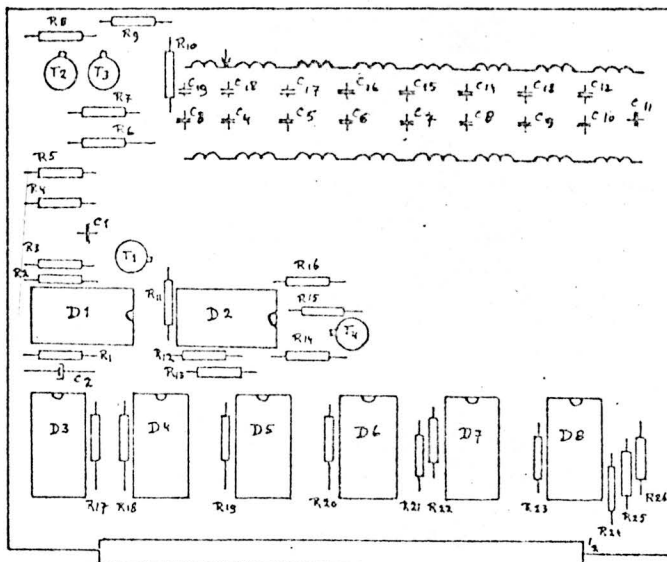 R8
R9
R10
T2 T3
C19 C18 C17 C16 C15 C14 C18 C12
C11
R7
C3 C4 C5 C6 C7 C8 C9 C10
R6
R5
R4
C1
R3
T1
R2
R16
R11
R15
D1 D2
T4
R1
R12
R14
C2
R13
D3 D4 D5 D6 D7 D8
R17 R18 R19 R20 R21 R22 R23 R24 R25 R26